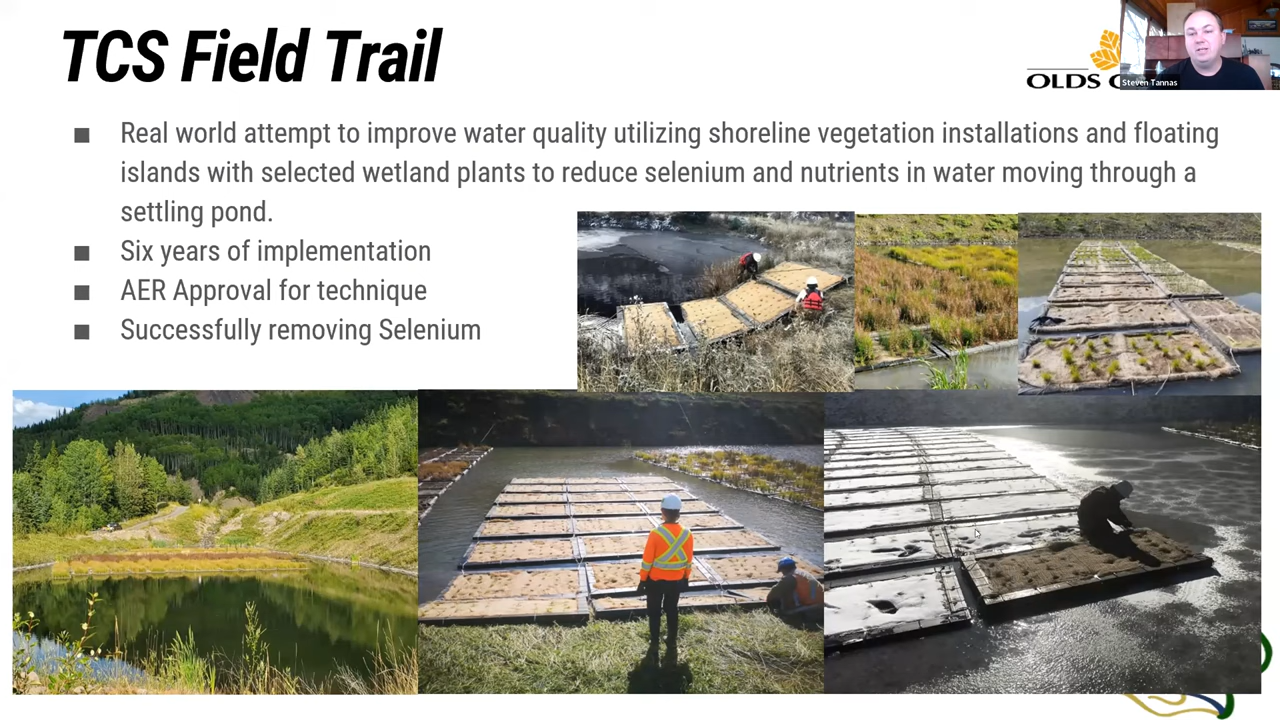 TCS Field Trail
OLDS C
Steven Tannas
■ Real world attempt to improve water quality utilizing shoreline vegetation installations and floating
islands with selected wetland plants to reduce selenium and nutrients in water moving through a
settling pond.
■ Six years of implementation
■ AER Approval for technique
■ Successfully removing Selenium